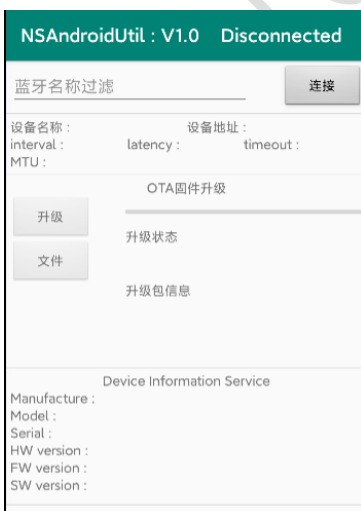 NSAndroidUtil : V1.0 Disconnected
蓝牙名称过滤 连接
设备名称 : 设备地址 :
interval : latency : timeout :
MTU :
OTA固件升级
升级
升级状态
文件
升级包信息
Device Information Service
Manufacture :
Model :
Serial :
HW version :
FW version :
SW version :